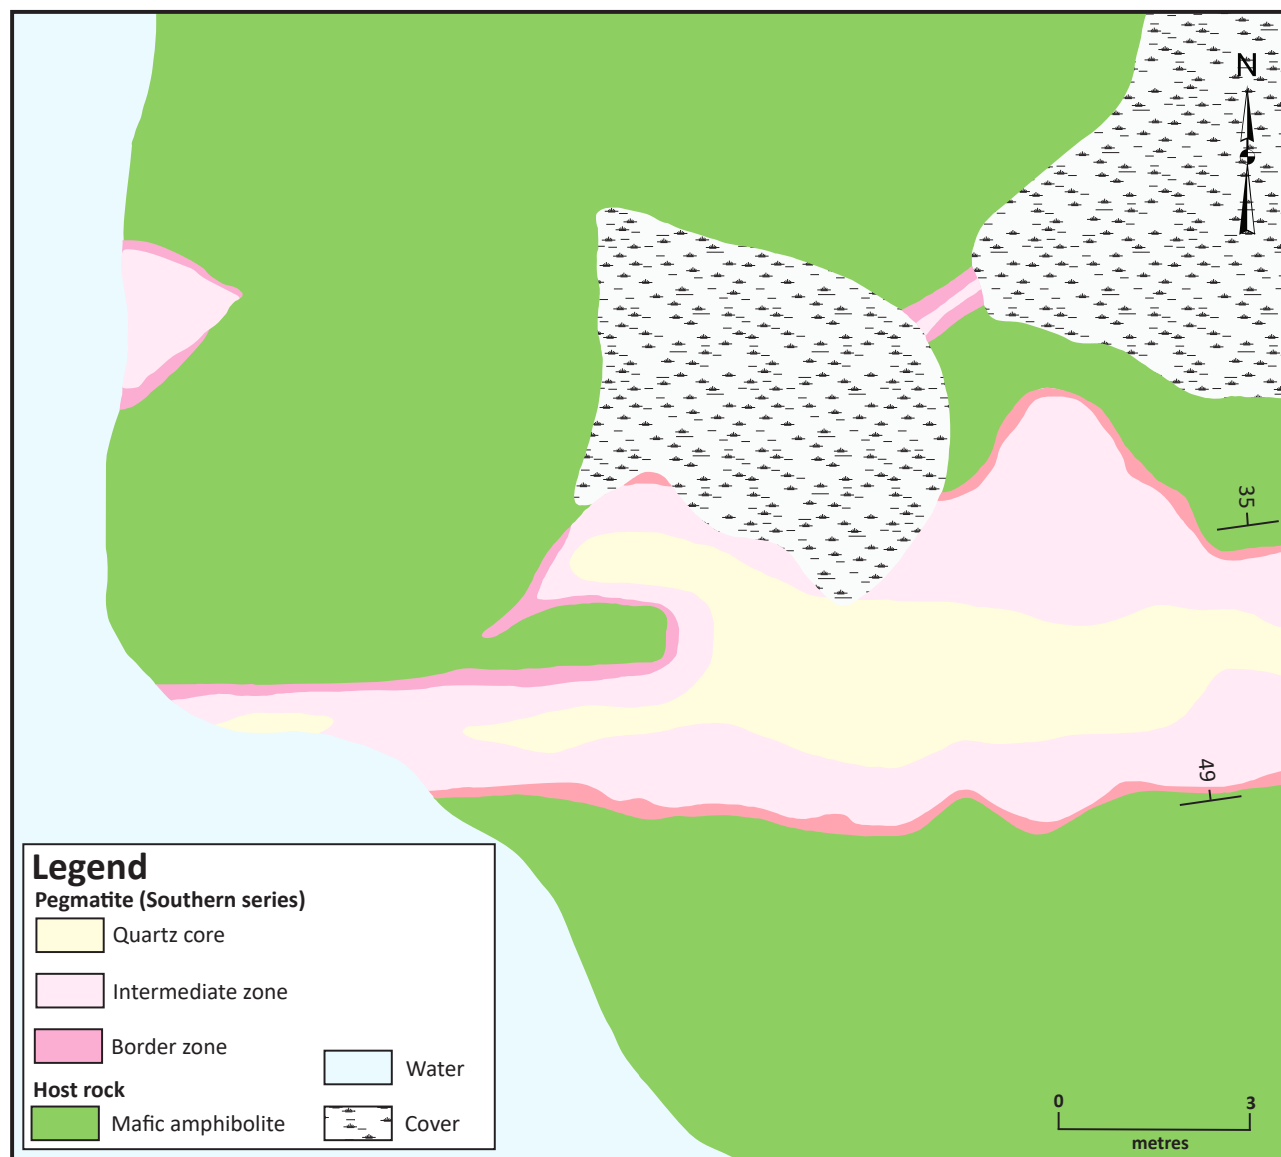 N
35
49
Legend
Pegmatite (Southern series)
Quartz core
Intermediate zone
Border zone
Host rock
Mafic amphibolite
Water
Cover
0 3
metres